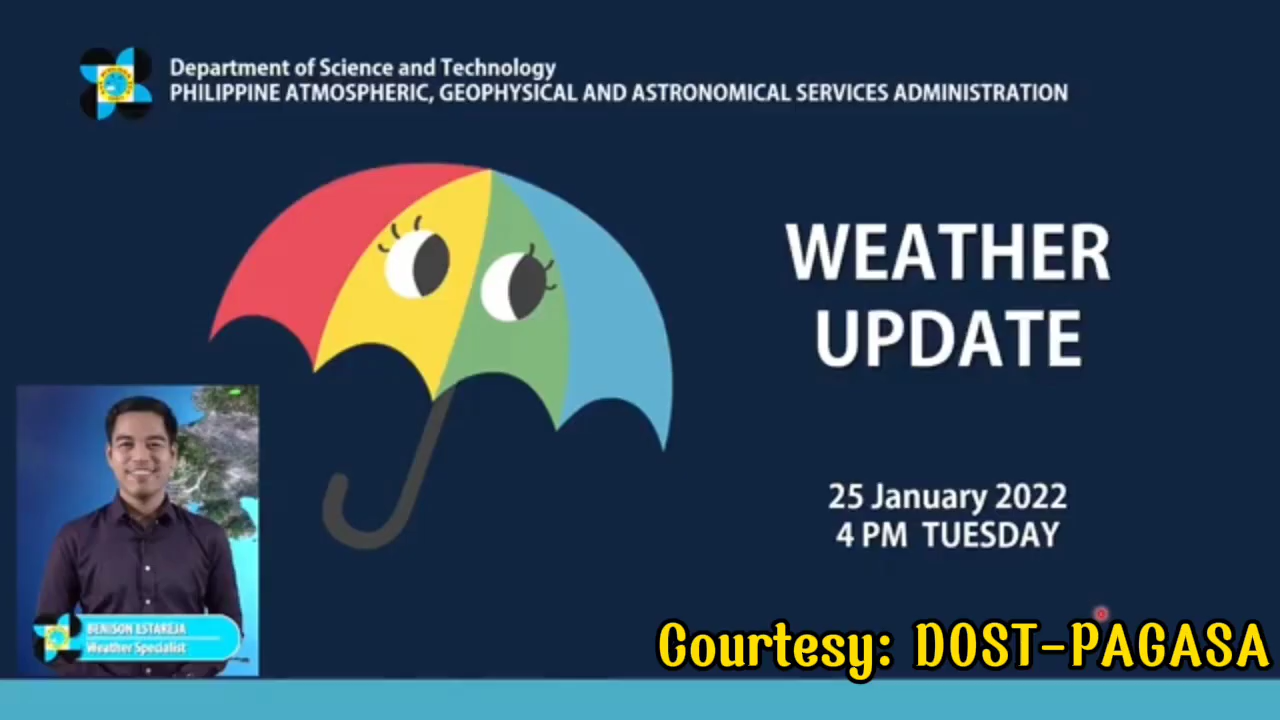 Department of Science and Technology
PHILIPPINE ATMOSPHERIC, GEOPHYSICAL AND ASTRONOMICAL SERVICES ADMINISTRATION
WEATHER
UPDATE
25 January 2022
4 PM TUESDAY
BENISON ESTAREJA
Weather Specialist
Courtesy: DOST-PAGASA